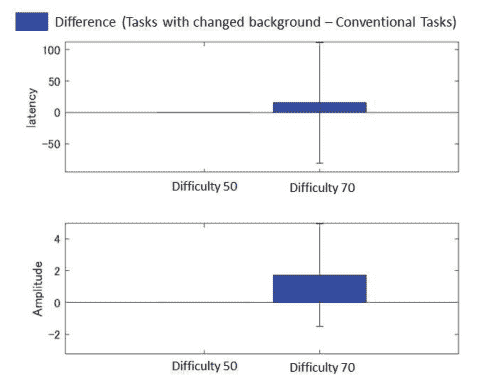 Difference (Tasks with changed background – Conventional Tasks)
100
50
0
-50
latency
Difficulty 50 Difficulty 70
4
2
0
-2
Amplitude
Difficulty 50 Difficulty 70